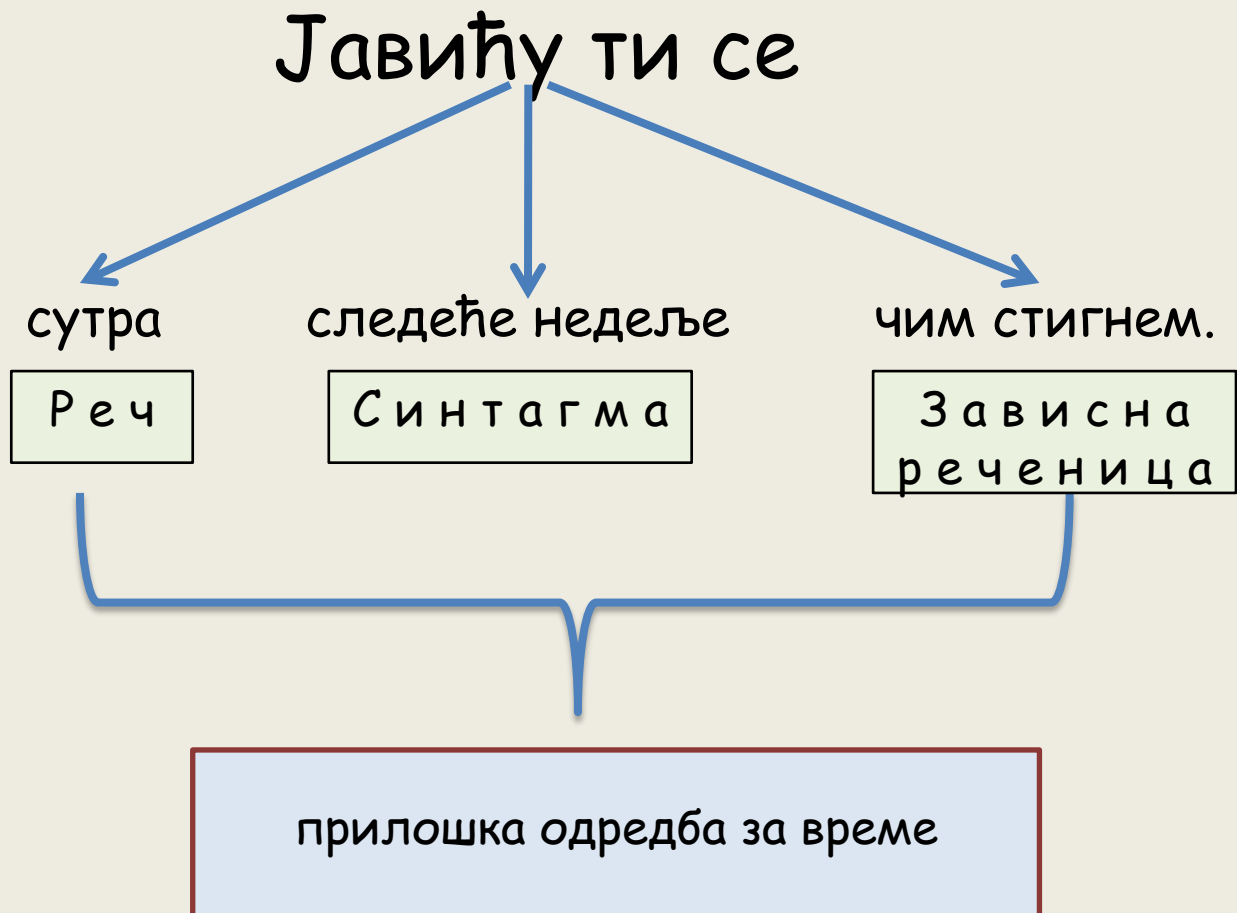 Јавићу ти се
сутра
следеће недеље
чим стигнем.
Реч
Синтагма
Зависна
реченица
прилошка одредба за време